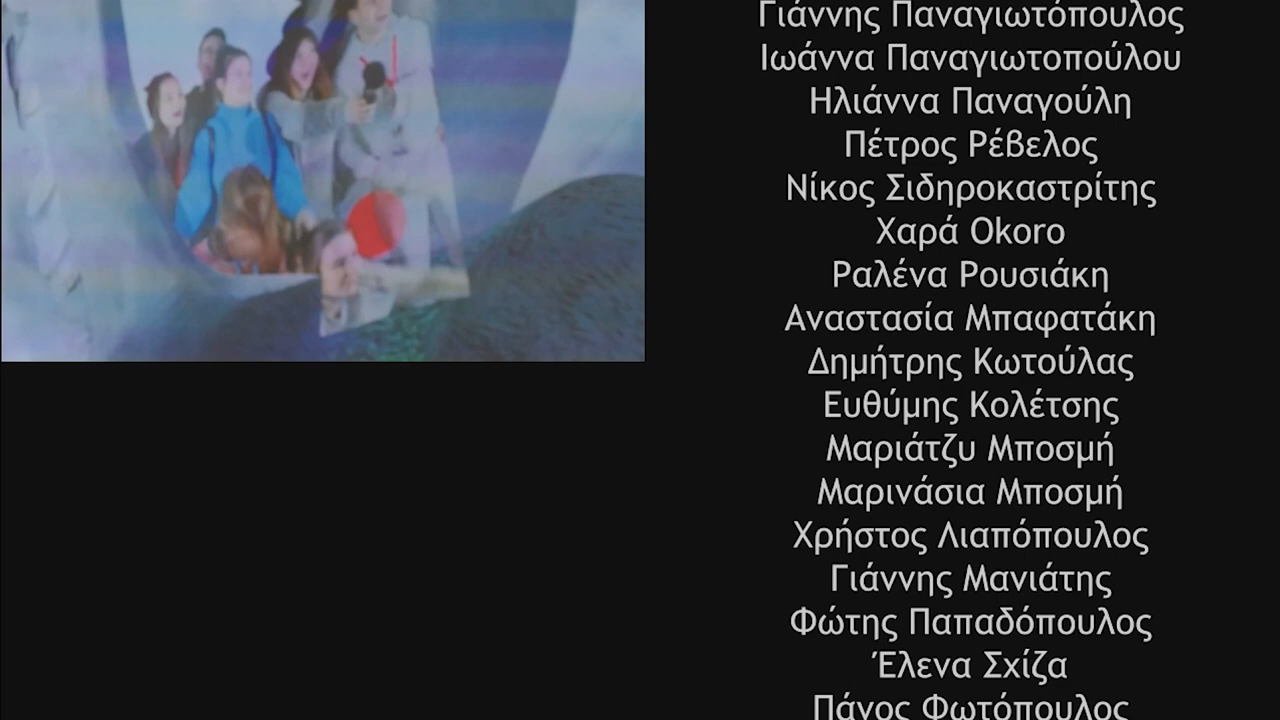 Γιάννης Παναγιωτόπουλος
Ιωάννα Παναγιωτοπούλου
Ηλιάννα Παναγούλη
Πέτρος Ρέβελος
Νίκος Σιδηροκαστρίτης
Χαρά Okoro
Ραλένα Ρουσιάκη
Αναστασία Μπαφατάκη
Δημήτρης Κωτούλας
Ευθύμης Κολέτσης
Μαριάτζυ Μποσμή
Μαρινάσια Μποσμή
Χρήστος Λιαπόπουλος
Γιάννης Μανιάτης
Φώτης Παπαδόπουλος
Έλενα Σχίζα
Πάνος Φωτόπουλος